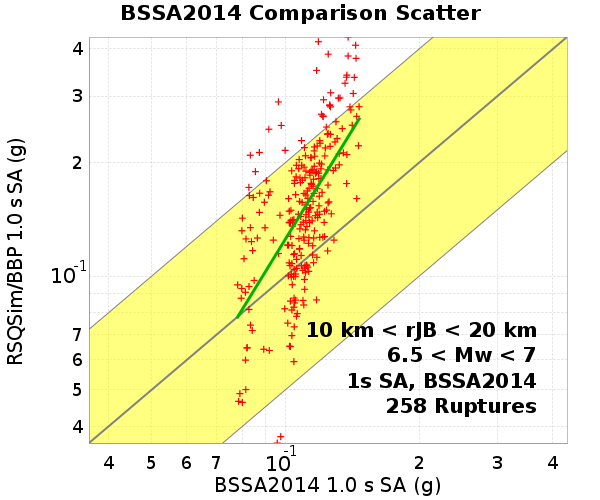 BSSA2014 Comparison Scatter
RSQSim/BBP 1.0 s SA (g)
4
3
2
10-1
7
6
5
4
10 km < rJB < 20 km
6.5 < Mw < 7
1s SA, BSSA2014
258 Ruptures
4 5 6 7 10-1 2 3 4
BSSA2014 1.0 s SA (g)